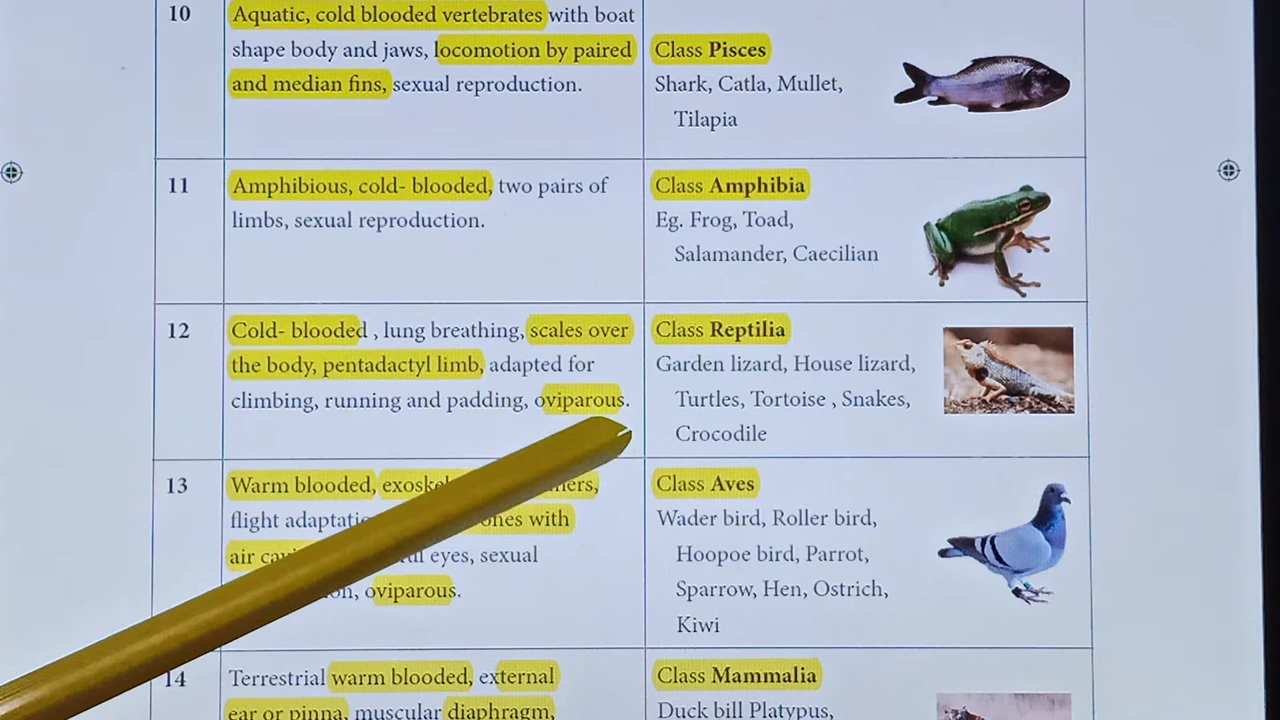 10
Aquatic, cold blooded vertebrates with boat
shape body and jaws, locomotion by paired
and median fins, sexual reproduction.
Class Pisces
Shark, Catla, Mullet,
Tilapia
11
Amphibious, cold- blooded, two pairs of
limbs, sexual reproduction.
Class Amphibia
Eg. Frog, Toad,
Salamander, Caecilian
12
Cold- blooded , lung breathing, scales over
the body, pentadactyl limb, adapted for
climbing, running and padding, oviparous.
Class Reptilia
Garden lizard, House lizard,
Turtles, Tortoise , Snakes,
Crocodile
13
Warm blooded,
flight with
air eyes, sexual
oviparous.
Class Aves
Wader bird, Roller bird,
Hoopoe bird, Parrot,
Sparrow, Hen, Ostrich,
Kiwi
14
Terrestrial warm blooded, external
ear or pinna, muscular diaphragm,
Class Mammalia
Duck bill Platypus,